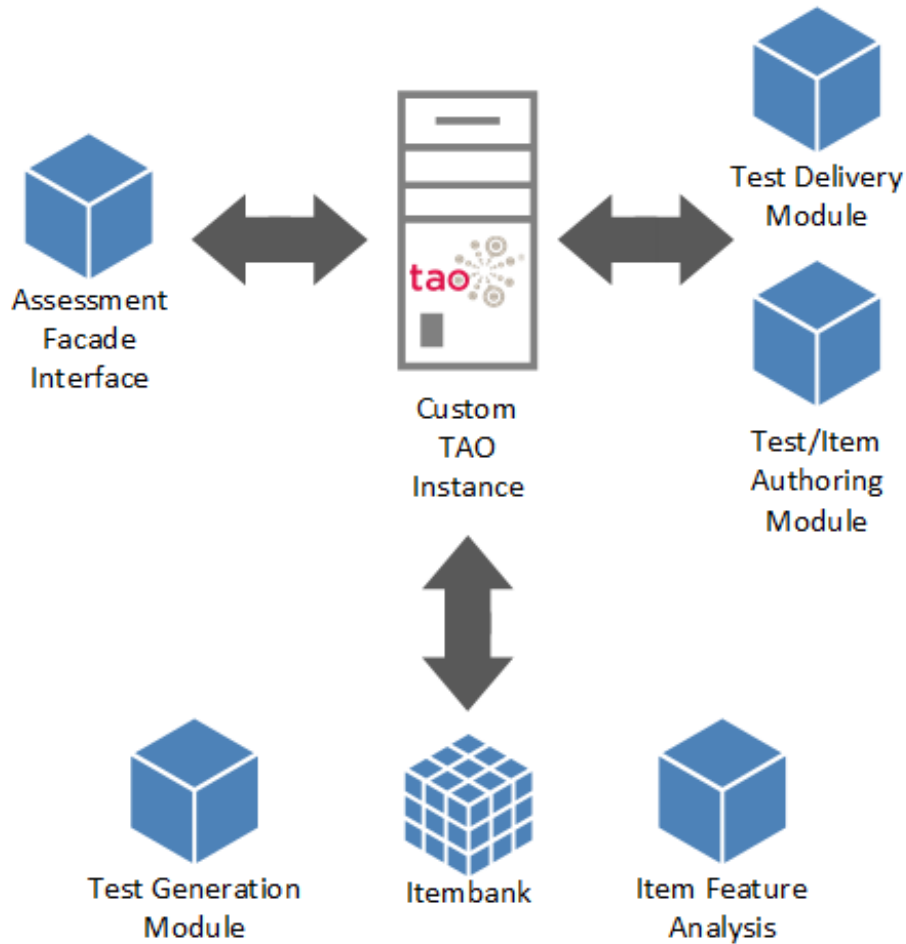 Test Delivery
Module
Assessment
Facade
Interface
tao
Custom
TAO
Instance
Test/Item
Authoring
Module
Test Generation
Module
Itembank
Item Feature
Analysis